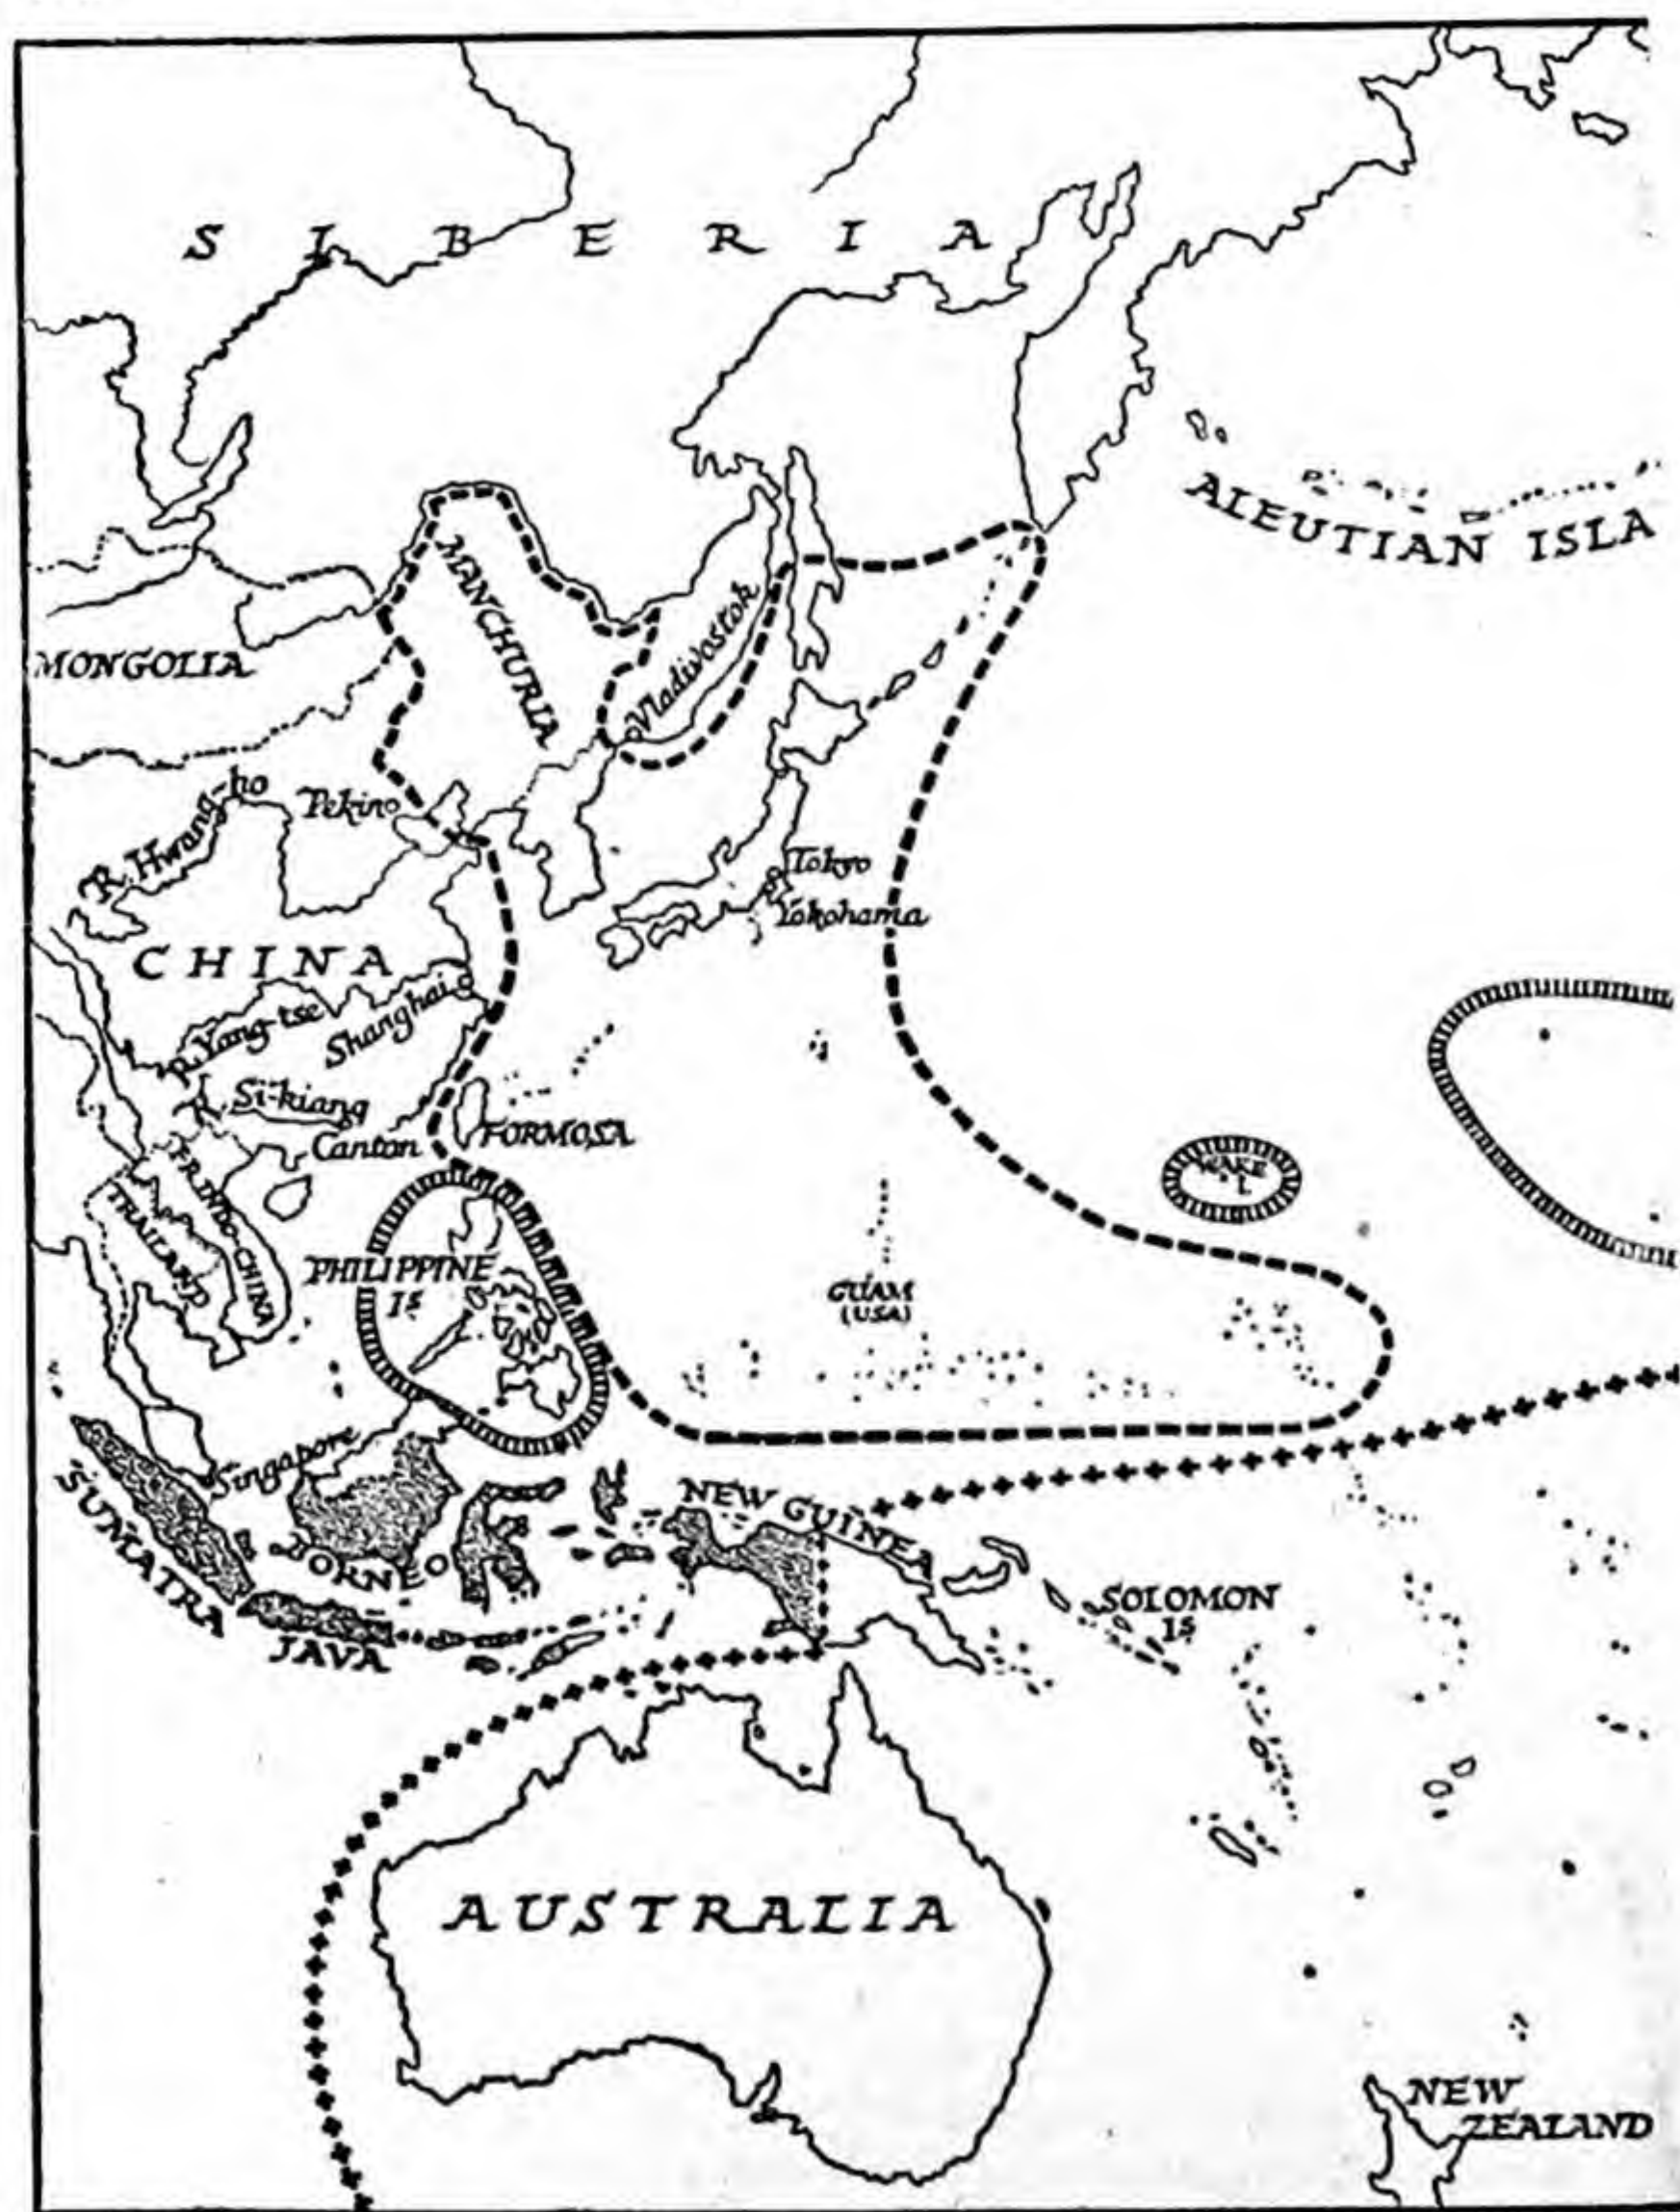 SIBERIA
ALEUTIAN ISLA
MANCHURIA
Vladivostok
MONGOLIA
R. Hwang-ho
Pekin
Tokyo
Yokohama
CHINA
R. Yang-tse
Shanghai
R. Si-kiang
Canton
FORMOSA
WAKE
I.
FR. INDO-CHINA
THAILAND
PHILIPPINE
Is.
GUAM
(USA)
Singapore
SUMATRA
BORNEO
NEW GUINEA
JAVA
SOLOMON
Is.
AUSTRALIA
NEW
ZEALAND